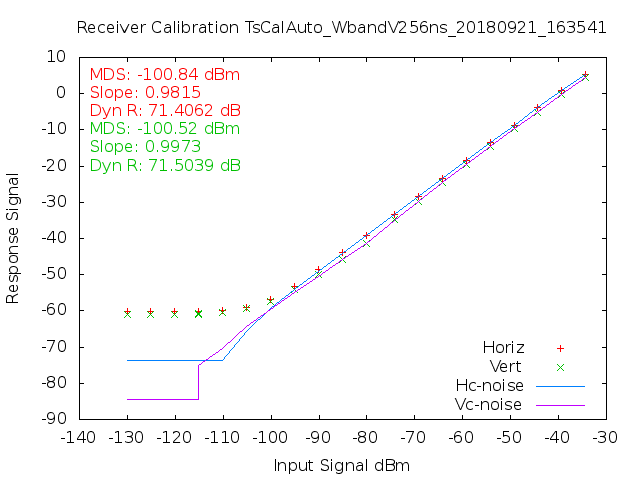 Receiver Calibration TsCalAuto_WbandV256ns_20180921_163541
10
0
-10
-20
-30
-40
-50
-60
-70
-80
-90
Response Signal
MDS: -100.84 dBm
Slope: 0.9815
Dyn R: 71.4062 dB
MDS: -100.52 dBm
Slope: 0.9973
Dyn R: 71.5039 dB
Horiz
Vert
Hc-noise
Vc-noise
-140 -130 -120 -110 -100 -90 -80 -70 -60 -50 -40 -30
Input Signal dBm